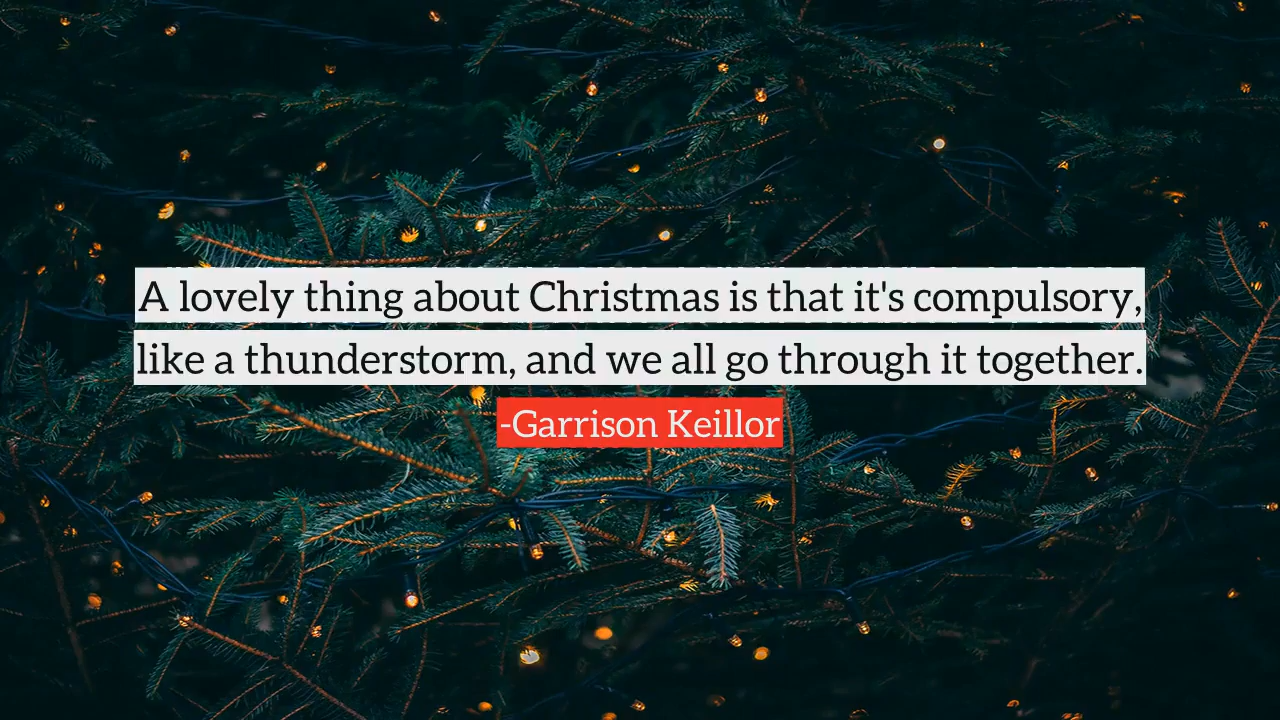 A lovely thing about Christmas is that it's compulsory,
like a thunderstorm, and we all go through it together.
-Garrison Keillor